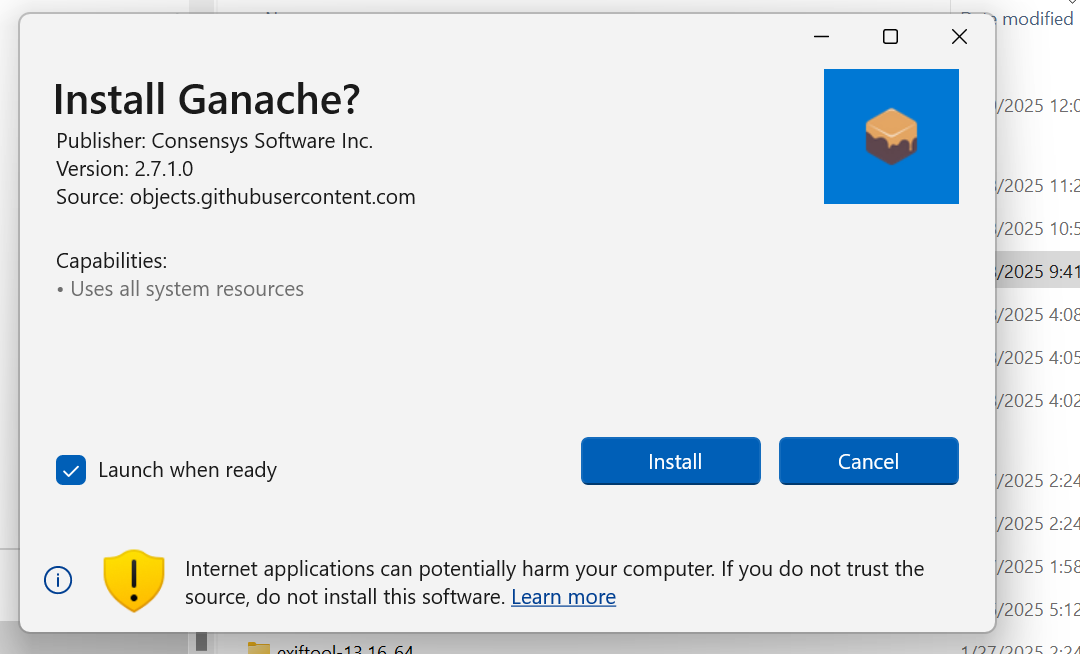 Date modified
Install Ganache?
Publisher: Consensys Software Inc.
Version: 2.7.1.0
Source: objects.githubusercontent.com
Capabilities:
• Uses all system resources
Launch when ready
Install
Cancel
Internet applications can potentially harm your computer. If you do not trust the
source, do not install this software. Learn more
/2025 12:0
/2025 11:2
/2025 10:5
/2025 9:41
/2025 4:08
/2025 4:05
/2025 4:02
/2025 2:24
/2025 2:24
/2025 1:58
/2025 5:12
exiftool-13.16_64
1/27/2025 2:24